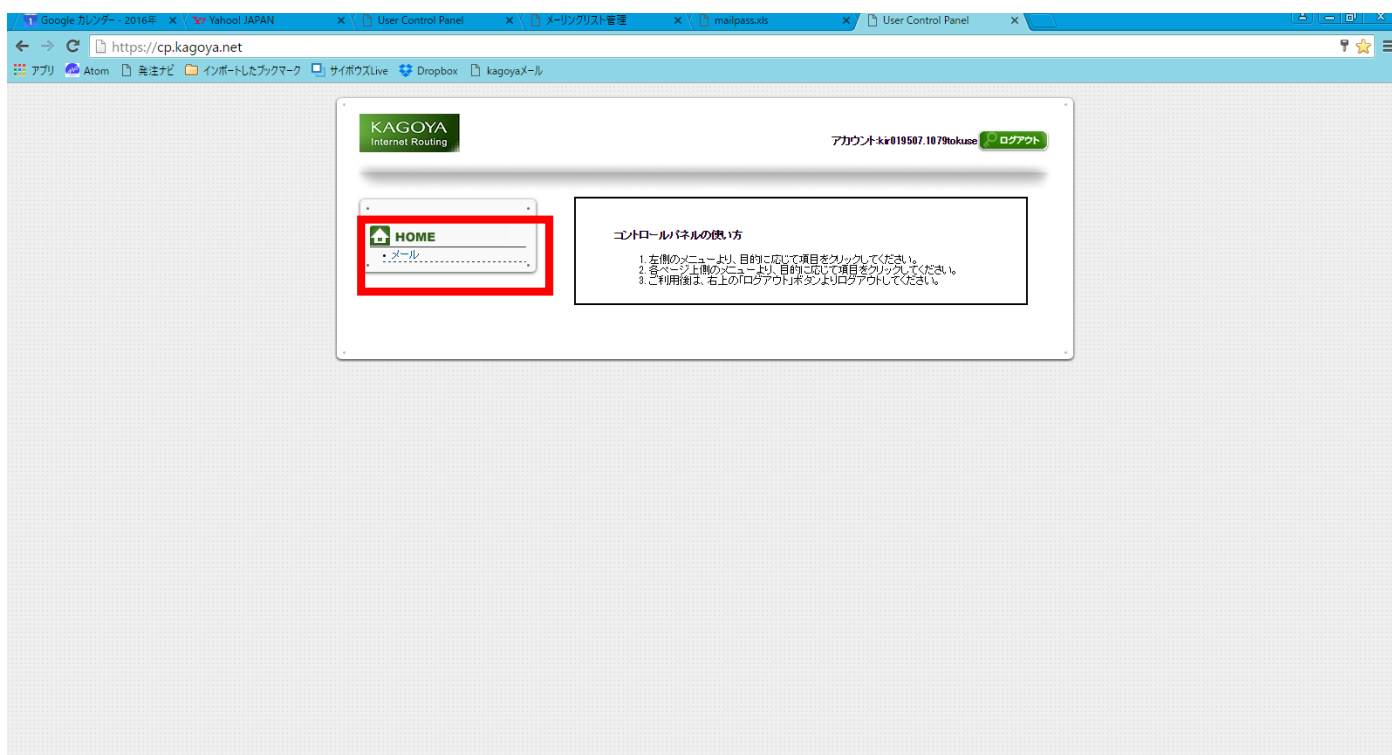 Google カレンダー - 2016年
Yahoo! JAPAN
User Control Panel
メーリングリスト管理
mailpass.xls
User Control Panel
https://cp.kagoya.net
アプリ
Atom
発注ナビ
インポートしたブックマーク
サイボウズLive
Dropbox
kagoyaメール
KAGOYA
Internet Routing
アカウント:kir019507.1079tokuse
ログアウト
HOME
・メール
コントロールパネルの使い方
1. 左側のメニューより、目的に応じて項目をクリックしてください。
2. 各ページ上側のメニューより、目的に応じて項目をクリックしてください。
3. ご利用後は、右上の「ログアウト」ボタンよりログアウトしてください。